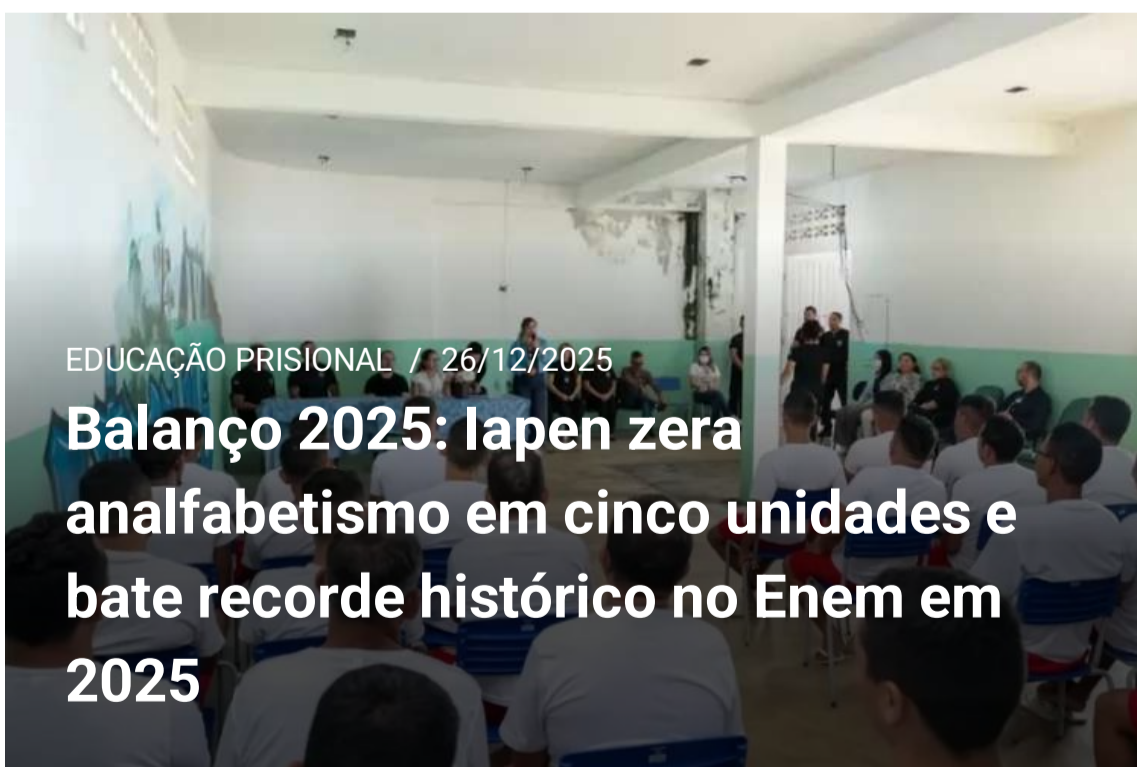 EDUCAÇÃO PRISIONAL / 26/12/2025
Balanço 2025: Iapen zera
analfabetismo em cinco unidades e
bate recorde histórico no Enem em
2025